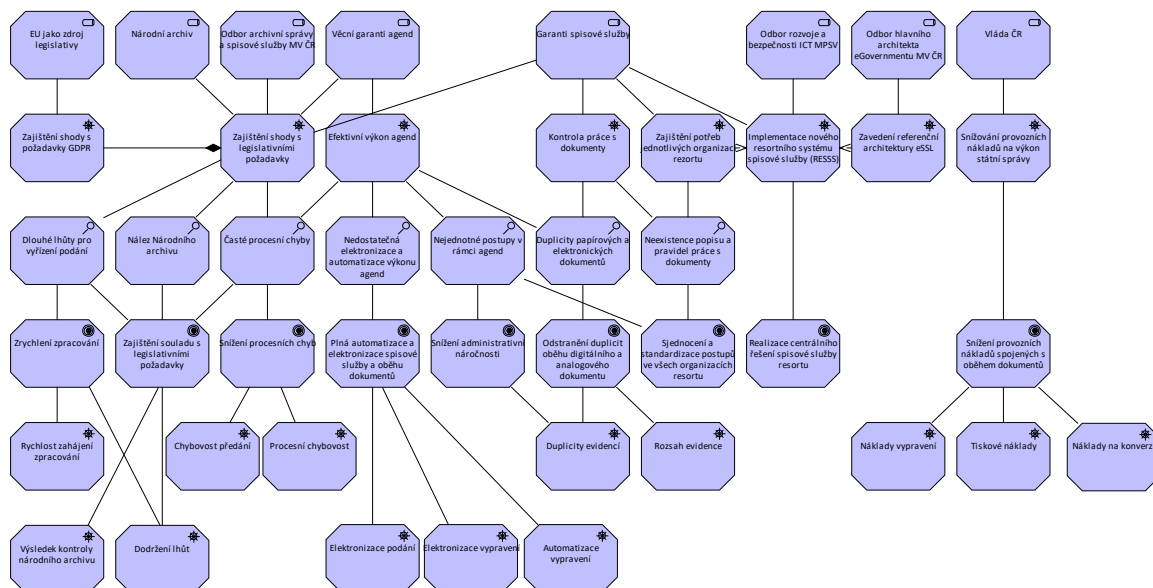 EU jako zdroj
legislativy
Národní archiv
Odbor archivní správy
a spisové služby MV ČR
Věcní garanti agend
Garanti spisové služby
Odbor rozvoje a
bezpečnosti ICT MPSV
Odbor hlavního
architekta
eGovernmentu MV ČR
Vláda ČR
Zajištění shody s
požadavky GDPR
Zajištění shody s
legislativními
požadavky
Efektivní výkon agend
Kontrola práce s
dokumenty
Zajištění potřeb
jednotlivých organizac
rezortu
Implementace nového
resortního systému
spisové služby (RESSS)
Zavedení referenční
architektury eSSL
Snížování provozních
nákladů na výkon
státní správy
Dlouhé lhůty pro
vyřízení podání
Nález Národního
archivu
Časté procesní chyby
Nedostatečná
elektronizace a
automatizace výkonu
agend
Nejednotné postupy v
rámci agend
Duplicity papírových a
elektronických
dokumentů
Neexistence popisu a
pravidel práce s
dokumenty
Zrychlení zpracování
Zajištění souladu s
legislativními
požadavky
Snížení procesních chyb
Plná automatizace a
elektronizace spisové
služby a oběhu
dokumentů
Snížení administrativní
náročnosti
Odstranění duplicit
oběhu digitálního a
analogového
dokumentu
Sjednocení a
standardizace postupů
ve všech organizacích
resortu
Realizace centrálního
řešení spisové služby
resortu
Snížení provozních
nákladů spojených s
oběhem dokumentů
Rychlost zahájení
zpracování
Chybovost předání
Procesní chybovost
Duplicity evidencí
Rozsah evidence
Náklady vypravení
Tiskové náklady
Náklady na konverz
Výsledek kontroly
národního archivu
Dodržení lhůt
Elektronizace podání
Elektronizace vypravení
Automatizace
vypravení